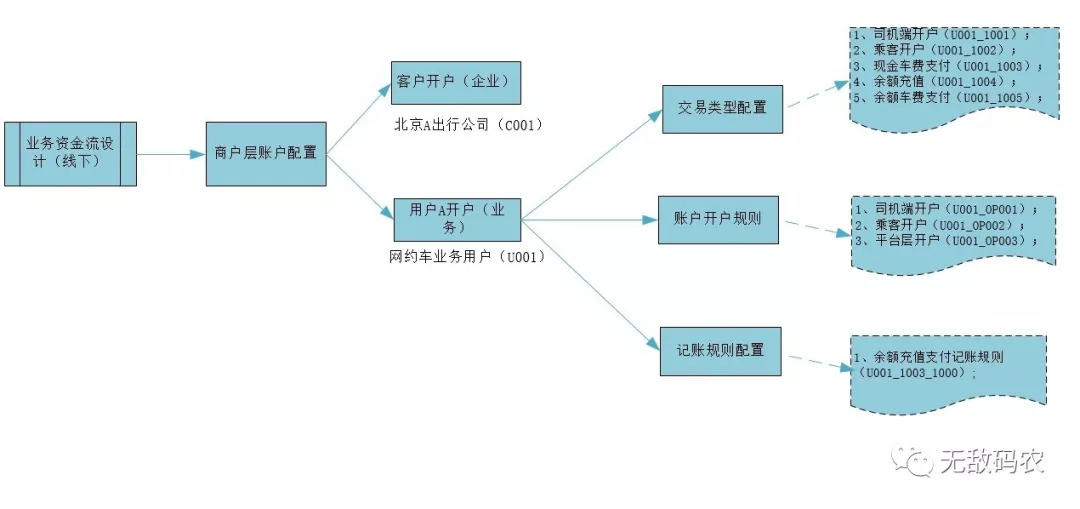 业务资金流设
计（线下）
商户层账户配置
客户开户（企业）
北京A出行公司（C001）
用户A开户（业
务）
网约车业务用户（U001）
交易类型配置
1、司机端开户（U001_1001）；
2、乘客开户（U001_1002）；
3、现金车费支付（U001_1003）；
4、余额充值（U001_1004）；
5、余额车费支付（U001_1005）；
账户开户规则
1、司机端开户（U001_OP001）；
2、乘客开户（U001_OP002）；
3、平台层开户（U001_OP003）；
记账规则配置
1、余额充值支付记账规则
（U001_1003_1000）;
无敌码农